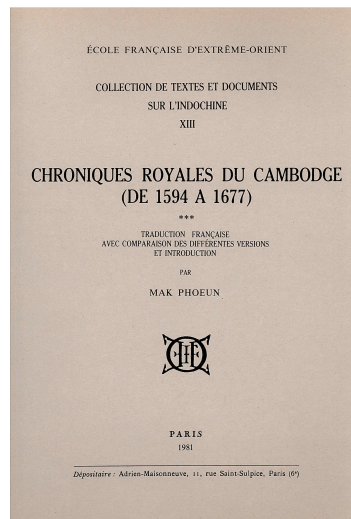 ÉCOLE FRANÇAISE D'EXTRÊME-ORIENT
COLLECTION DE TEXTES ET DOCUMENTS
SUR L'INDOCHINE
XIII
CHRONIQUES ROYALES DU CAMBODGE
(DE 1594 A 1677)
***
TRADUCTION FRANÇAISE
AVEC COMPARAISON DES DIFFÉRENTES VERSIONS
ET INTRODUCTION
PAR
MAK PHOEUN
PARIS
1981
Dépositaire : Adrien-Maisonneuve, 11, rue Saint-Sulpice, Paris (6e)